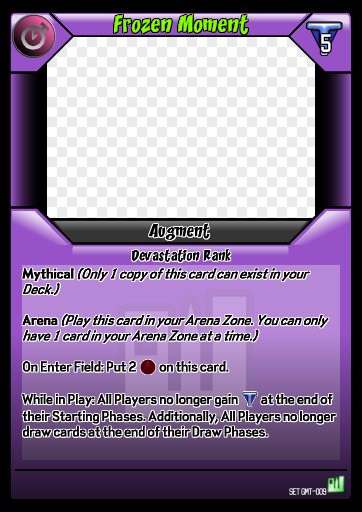 Frozen Moment
5
Augment
Devastation Rank
Mythical (Only 1 copy of this card can exist in your
Deck.)
Arena (Play this card in your Arena Zone. You can only
have 1 card in your Arena Zone at a time.)
On Enter Field: Put 2 on this card.
While in Play: All Players no longer gain at the end of
their Starting Phases. Additionally, All Players no longer
draw cards at the end of their Draw Phases.
SET GMT-009